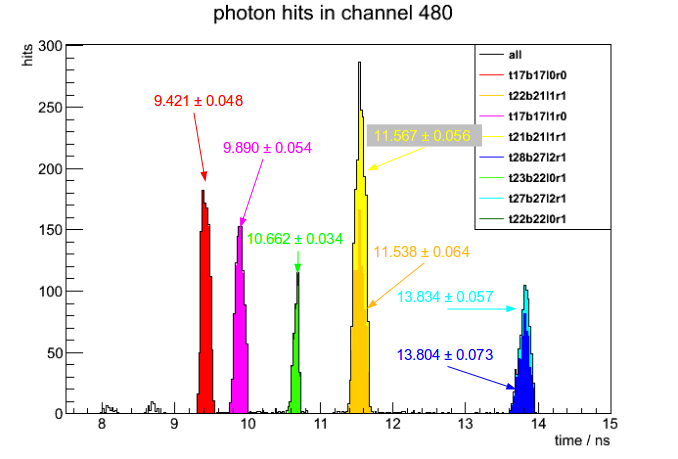 photon hits in channel 480
hits
300
250
200
150
100
50
0
8
9
10
11
12
13
14
15
time / ns
9.421 ± 0.048
9.890 ± 0.054
10.662 ± 0.034
11.567 ± 0.056
11.538 ± 0.064
13.834 ± 0.057
13.804 ± 0.073
all
t17b17l0r0
t22b21l1r1
t17b17l1r0
t21b21l1r1
t28b27l2r1
t23b22l0r1
t27b27l2r1
t22b22l0r1